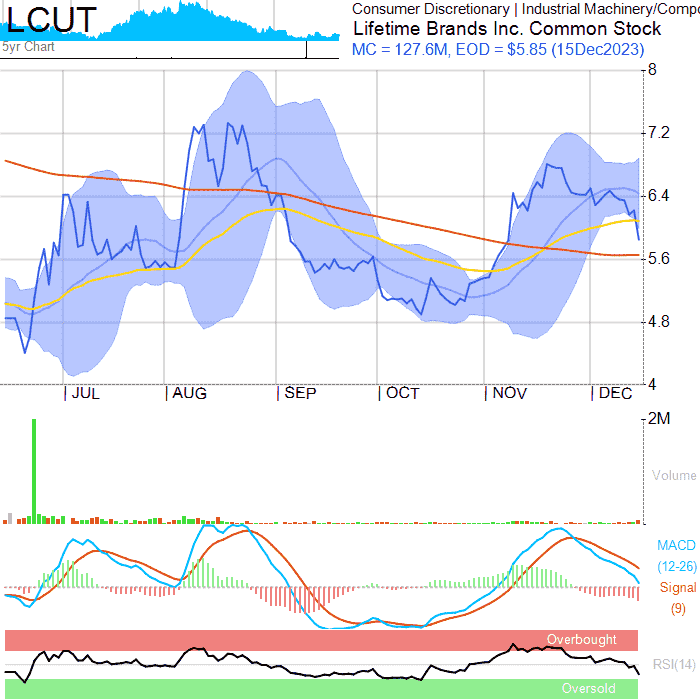 LCUT
5yr Chart
Consumer Discretionary | Industrial Machinery/Compo
Lifetime Brands Inc. Common Stock
MC = 127.6M, EOD = $5.85 (15Dec2023)
8
7.2
6.4
5.6
4.8
4
JUL AUG SEP OCT NOV DEC
2M
Volume
MACD
(12-26)
Signal
(9)
Overbought
RSI(14)
Oversold